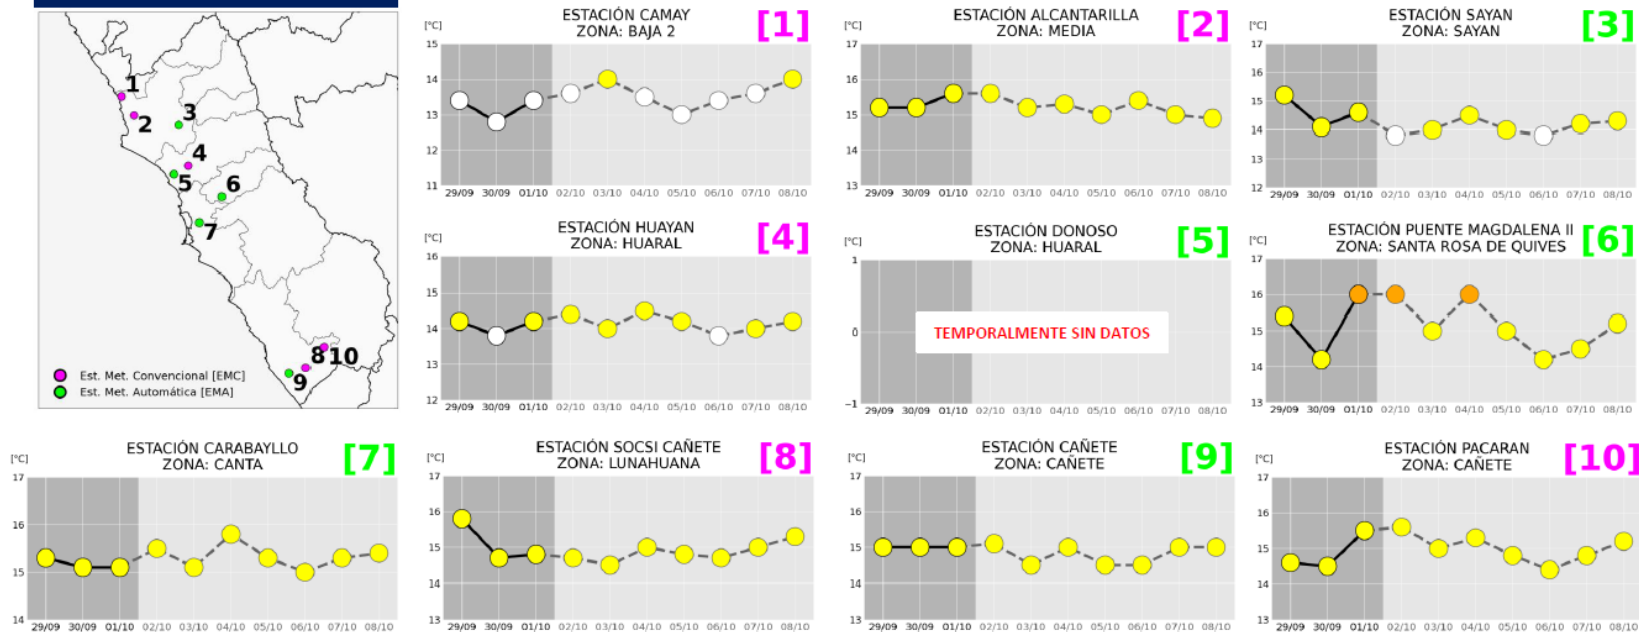 1
2
3
4
5
6
7
8
10
9
Est. Met. Convencional [EMC]
Est. Met. Automática [EMA]
ESTACIÓN CAMAY
ZONA: BAJA 2
[1]
[°C]
15
14
13
12
11
29/09 30/09 01/10 02/10 03/10 04/10 05/10 06/10 07/10 08/10
ESTACIÓN ALCANTARILLA
ZONA: MEDIA
[2]
[°C]
17
16
15
14
13
29/09 30/09 01/10 02/10 03/10 04/10 05/10 06/10 07/10 08/10
ESTACIÓN SAYAN
ZONA: SAYAN
[3]
[°C]
17
16
15
14
13
12
29/09 30/09 01/10 02/10 03/10 04/10 05/10 06/10 07/10 08/10
ESTACIÓN HUAYAN
ZONA: HUARAL
[4]
[°C]
16
15
14
13
12
29/09 30/09 01/10 02/10 03/10 04/10 05/10 06/10 07/10 08/10
ESTACIÓN DONOSO
ZONA: HUARAL
[5]
[°C]
1
0
−1
TEMPORALMENTE SIN DATOS
29/09 30/09 01/10 02/10 03/10 04/10 05/10 06/10 07/10 08/10
ESTACIÓN PUENTE MAGDALENA II
ZONA: SANTA ROSA DE QUIVES
[6]
[°C]
17
16
15
14
13
29/09 30/09 01/10 02/10 03/10 04/10 05/10 06/10 07/10 08/10
ESTACIÓN CARABAYLLO
ZONA: CANTA
[7]
[°C]
17
16
15
14
29/09 30/09 01/10 02/10 03/10 04/10 05/10 06/10 07/10 08/10
ESTACIÓN SOCSI CAÑETE
ZONA: LUNAHUANA
[8]
[°C]
17
16
15
14
13
29/09 30/09 01/10 02/10 03/10 04/10 05/10 06/10 07/10 08/10
ESTACIÓN CAÑETE
ZONA: CAÑETE
[9]
[°C]
17
16
15
14
13
29/09 30/09 01/10 02/10 03/10 04/10 05/10 06/10 07/10 08/10
ESTACIÓN PACARAN
ZONA: CAÑETE
[10]
[°C]
17
16
15
14
13
29/09 30/09 01/10 02/10 03/10 04/10 05/10 06/10 07/10 08/10